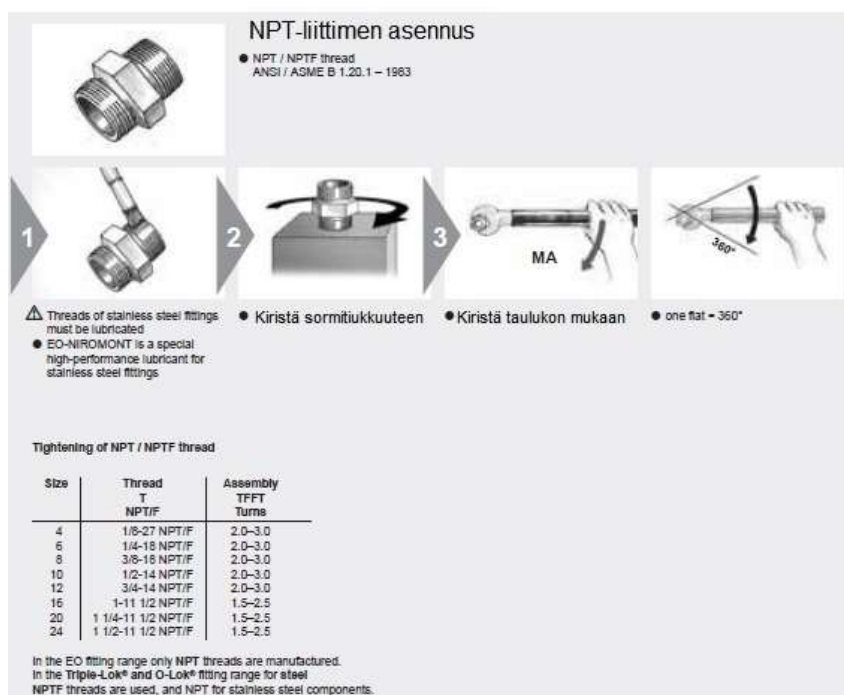 NPT-liittimen asennus
● NPT / NPTF thread
ANSI / ASME B 1.20.1 – 1983
1
2
3
MA
360°
⚠ Threads of stainless steel fittings
must be lubricated
● EO-NIROMONT is a special
high-performance lubricant for
stainless steel fittings
● Kiristä sormitiukkuuteen
● Kiristä taulukon mukaan
● one flat = 360°
Tightening of NPT / NPTF thread
Size Thread Assembly
T TFFT
NPT/F Turns
4 1/8-27 NPT/F 2.0–3.0
6 1/4-18 NPT/F 2.0–3.0
8 3/8-18 NPT/F 2.0–3.0
10 1/2-14 NPT/F 2.0–3.0
12 3/4-14 NPT/F 2.0–3.0
16 1-11 1/2 NPT/F 1.5–2.5
20 1 1/4-11 1/2 NPT/F 1.5–2.5
24 1 1/2-11 1/2 NPT/F 1.5–2.5
In the EO fitting range only NPT threads are manufactured.
In the Triple-Lok® and O-Lok® fitting range for steel
NPTF threads are used, and NPT for stainless steel components.